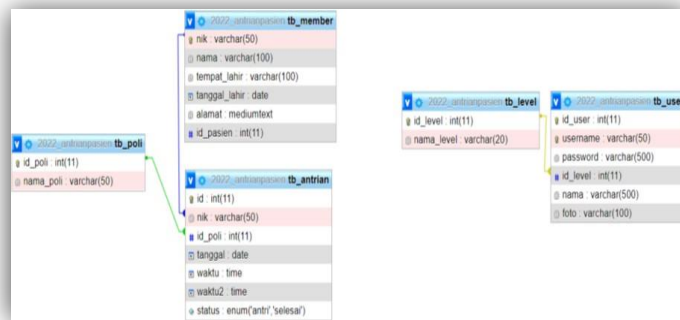 2022_antrianpasien tb_member
nik : varchar(50)
nama : varchar(100)
tempat_lahir : varchar(100)
tanggal_lahir : date
alamat : mediumtext
id_pasien : int(11)
2022_antrianpasien tb_poli
id_poli : int(11)
nama_poli : varchar(50)
2022_antrianpasien tb_antrian
id : int(11)
nik : varchar(50)
id_poli : int(11)
tanggal : date
waktu : time
waktu2 : time
status : enum('antri','selesai')
2022_antrianpasien tb_level
id_level : int(11)
nama_level : varchar(20)
2022_antrianpasien tb_use
id_user : int(11)
username : varchar(50)
password : varchar(500)
id_level : int(11)
nama : varchar(500)
foto : varchar(100)